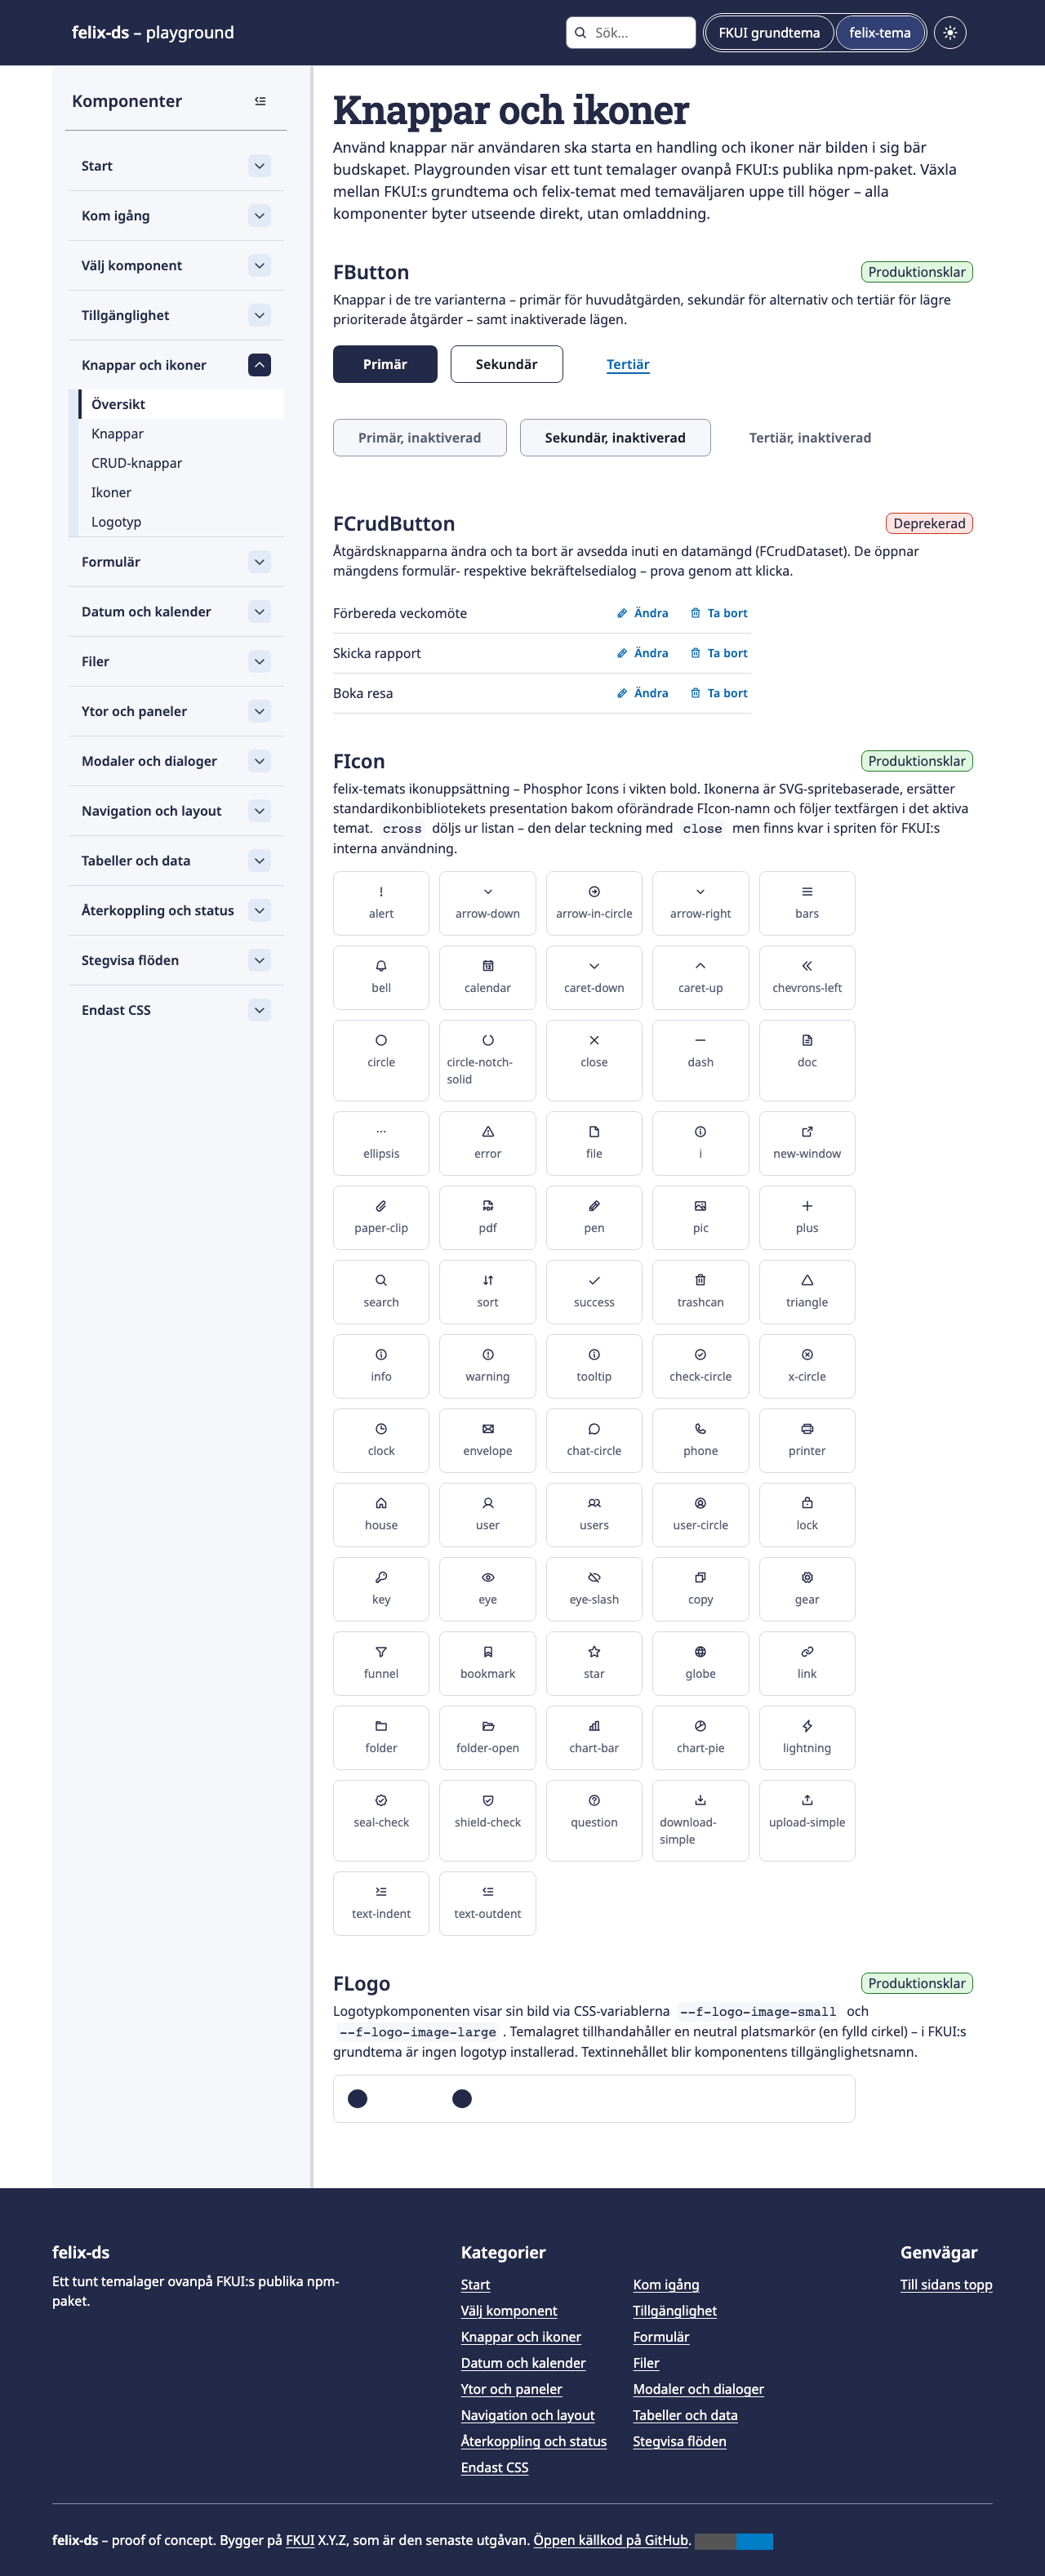 felix-ds – playground
Sök...
FKUI grundtema
felix-tema
Komponenter
Start
Kom igång
Välj komponent
Tillgänglighet
Knappar och ikoner
Översikt
Knappar
CRUD-knappar
Ikoner
Logotyp
Formulär
Datum och kalender
Filer
Ytor och paneler
Modaler och dialoger
Navigation och layout
Tabeller och data
Återkoppling och status
Stegvisa flöden
Endast CSS
Knappar och ikoner
Använd knappar när användaren ska starta en handling och ikoner när bilden i sig bär
budskapet. Playgrounden visar ett tunt temalager ovanpå FKUI:s publika npm-paket. Växla
mellan FKUI:s grundtema och felix-temat med temaväljaren uppe till höger – alla
komponenter byter utseende direkt, utan omladdning.
FButton
Produktionsklar
Knappar i de tre varianterna – primär för huvudåtgärden, sekundär för alternativ och tertiär för lägre
prioriterade åtgärder – samt inaktiverade lägen.
Primär
Sekundär
Tertiär
Primär, inaktiverad
Sekundär, inaktiverad
Tertiär, inaktiverad
FCrudButton
Deprekerad
Åtgärdsknapparna ändra och ta bort är avsedda inuti en datamängd (FCrudDataset). De öppnar
mängdens formulär- respektive bekräftelsedialog – prova genom att klicka.
Förbereda veckomöte
Ändra
Ta bort
Skicka rapport
Ändra
Ta bort
Boka resa
Ändra
Ta bort
FIcon
Produktionsklar
felix-temats ikonuppsättning – Phosphor Icons i vikten bold. Ikonerna är SVG-spritebaserade, ersätter
standardikonbibliotekets presentation bakom oförändrade FIcon-namn och följer textfärgen i det aktiva
temat. cross döljs ur listan – den delar teckning med close men finns kvar i spriten för FKUI:s
interna användning.
alert
arrow-down
arrow-in-circle
arrow-right
bars
bell
calendar
caret-down
caret-up
chevrons-left
circle
circle-notch-
solid
close
dash
doc
ellipsis
error
file
i
new-window
paper-clip
pdf
pen
pic
plus
search
sort
success
trashcan
triangle
info
warning
tooltip
check-circle
x-circle
clock
envelope
chat-circle
phone
printer
house
user
users
user-circle
lock
key
eye
eye-slash
copy
gear
funnel
bookmark
star
globe
link
folder
folder-open
chart-bar
chart-pie
lightning
seal-check
shield-check
question
download-
simple
upload-simple
text-indent
text-outdent
FLogo
Produktionsklar
Logotypkomponenten visar sin bild via CSS-variablerna --f-logo-image-small och
--f-logo-image-large . Temalagret tillhandahåller en neutral platsmarkör (en fylld cirkel) – i FKUI:s
grundtema är ingen logotyp installerad. Textinnehållet blir komponentens tillgänglighetsnamn.
felix-ds
Ett tunt temalager ovanpå FKUI:s publika npm-
paket.
Kategorier
Start
Kom igång
Välj komponent
Tillgänglighet
Knappar och ikoner
Formulär
Datum och kalender
Filer
Ytor och paneler
Modaler och dialoger
Navigation och layout
Tabeller och data
Återkoppling och status
Stegvisa flöden
Endast CSS
Genvägar
Till sidans topp
felix-ds – proof of concept. Bygger på FKUI X.Y.Z, som är den senaste utgåvan. Öppen källkod på GitHub.